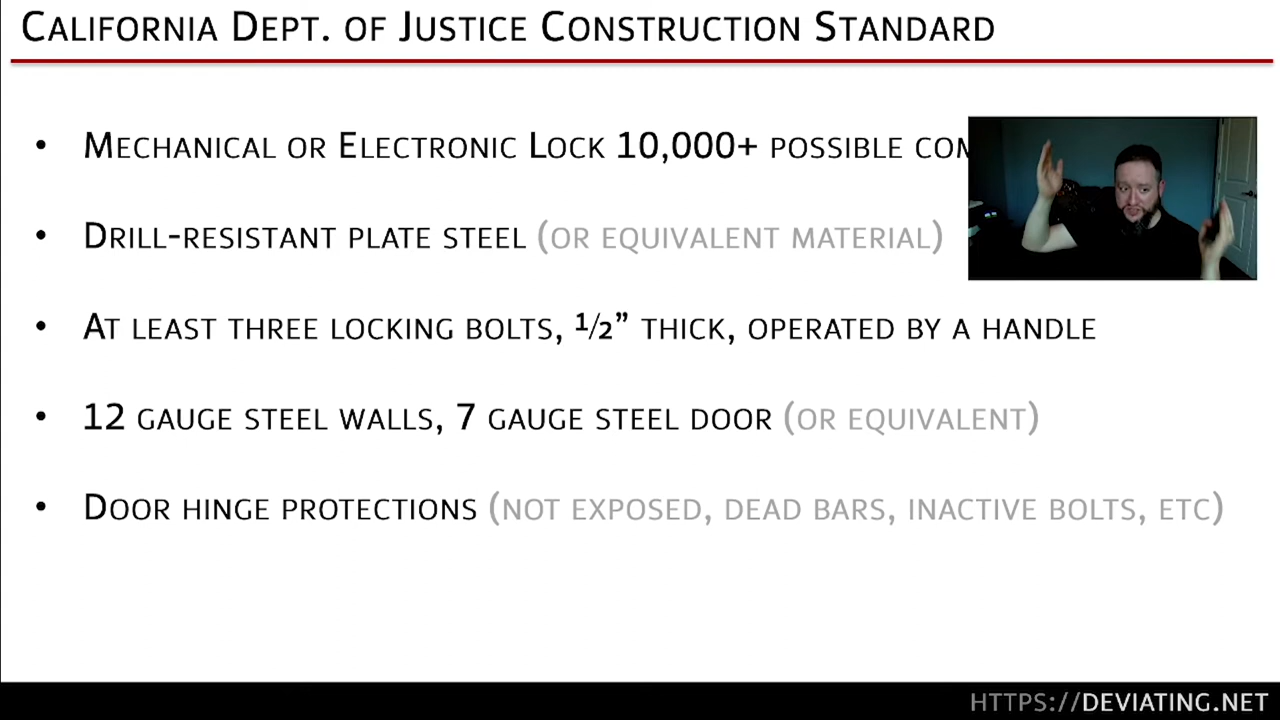 California Dept. of Justice Construction Standard
• Mechanical or Electronic Lock 10,000+ possible
• Drill-resistant plate steel (or equivalent material)
• At least three locking bolts, ½” thick, operated by a handle
• 12 gauge steel walls, 7 gauge steel door (or equivalent)
• Door hinge protections (not exposed, dead bars, inactive bolts, etc)
https://deviating.net